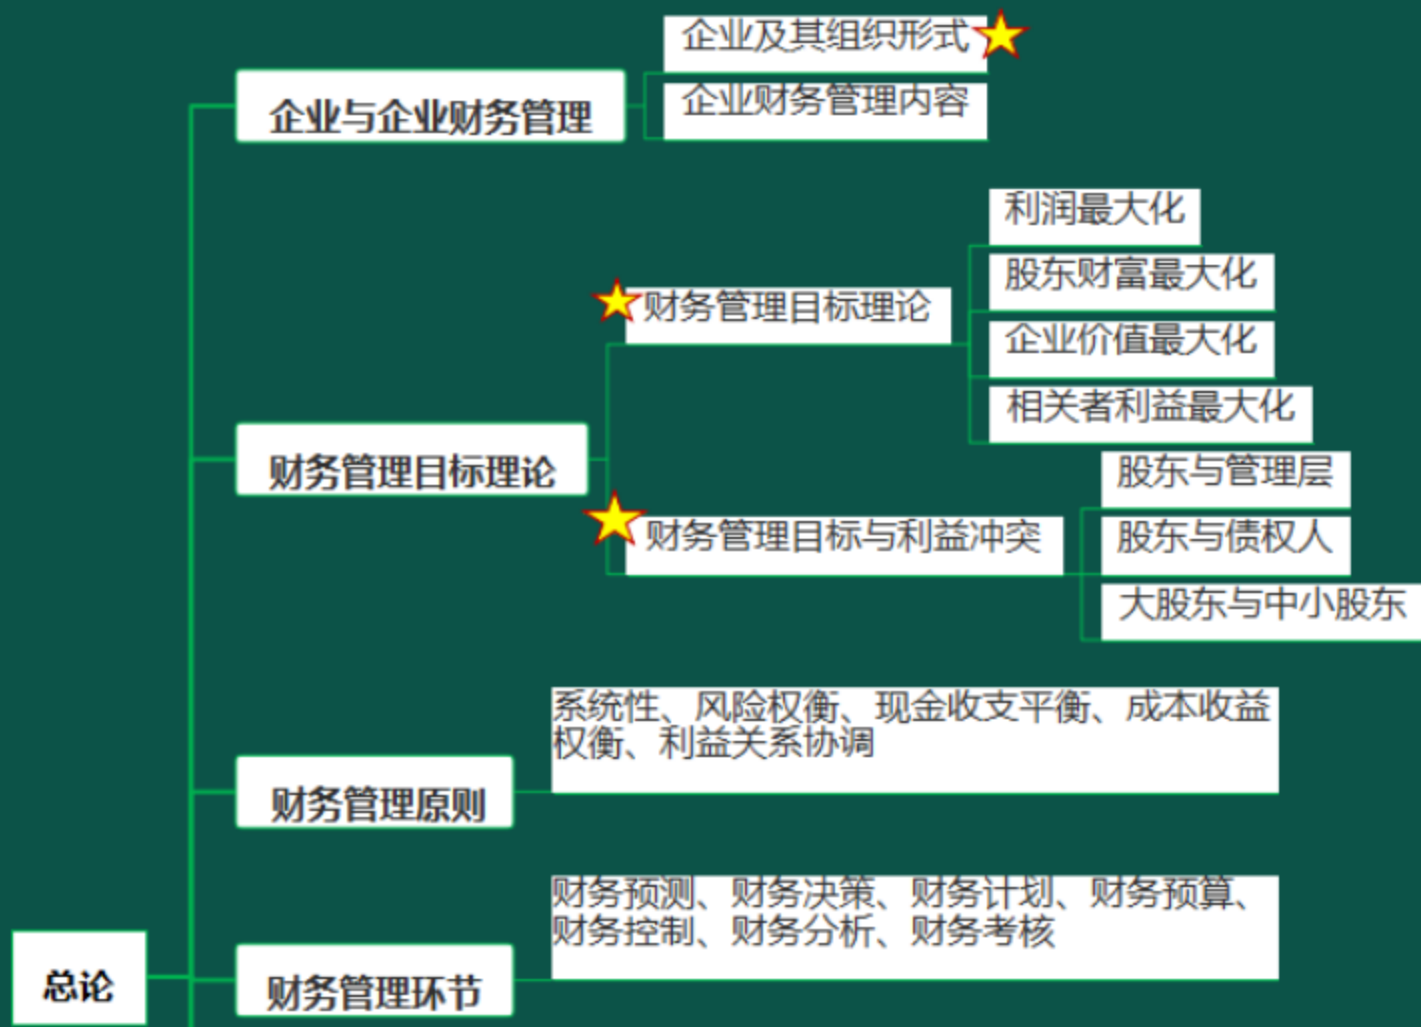 企业及其组织形式
企业与企业财务管理
企业财务管理内容
利润最大化
股东财富最大化
财务管理目标理论
企业价值最大化
相关者利益最大化
财务管理目标理论
股东与管理层
财务管理目标与利益冲突
股东与债权人
大股东与中小股东
系统性、风险权衡、现金收支平衡、成本收益
权衡、利益关系协调
财务管理原则
财务预测、财务决策、财务计划、财务预算、
财务控制、财务分析、财务考核
总论
财务管理环节